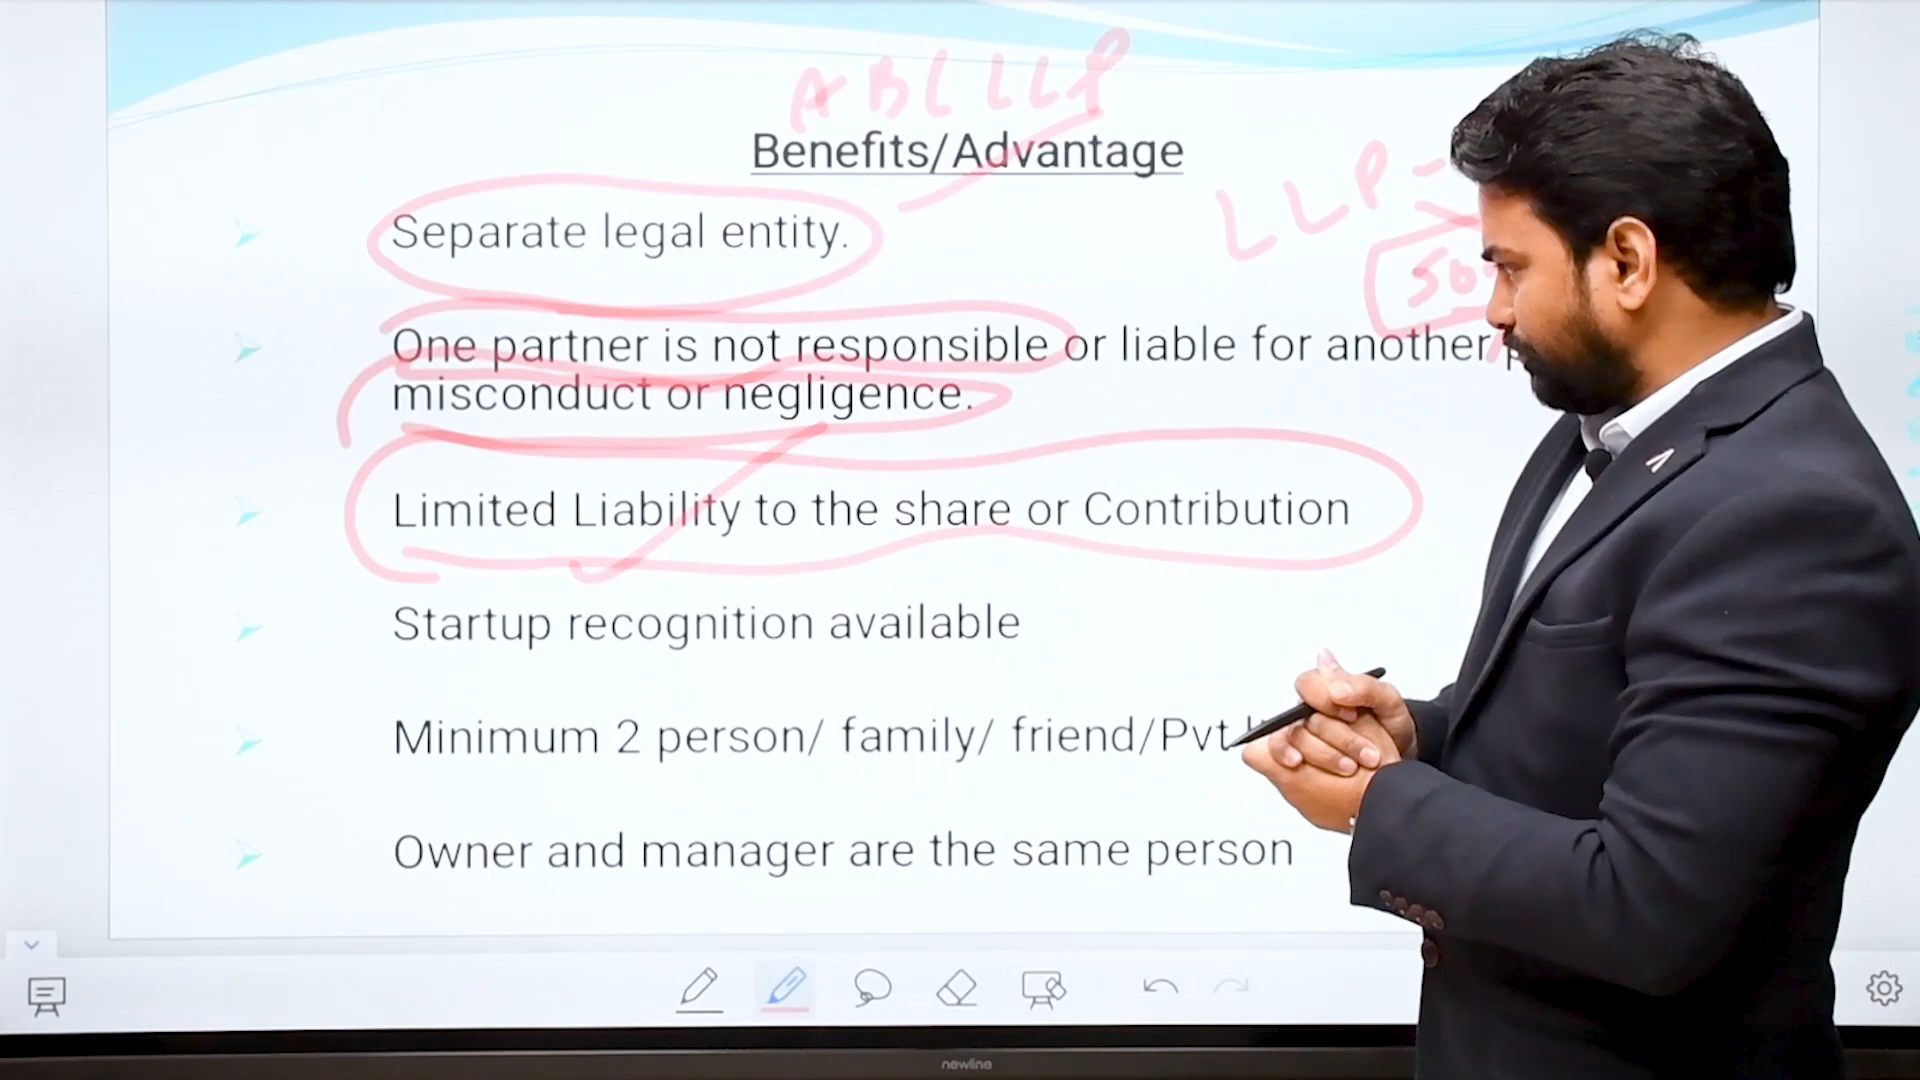 ABC LLP
Benefits/Advantage
LLP-
Separate legal entity.
One partner is not responsible or liable for another
misconduct or negligence.
Limited Liability to the share or Contribution
Startup recognition available
Minimum 2 person/ family/ friend/Pvt
Owner and manager are the same person
newline